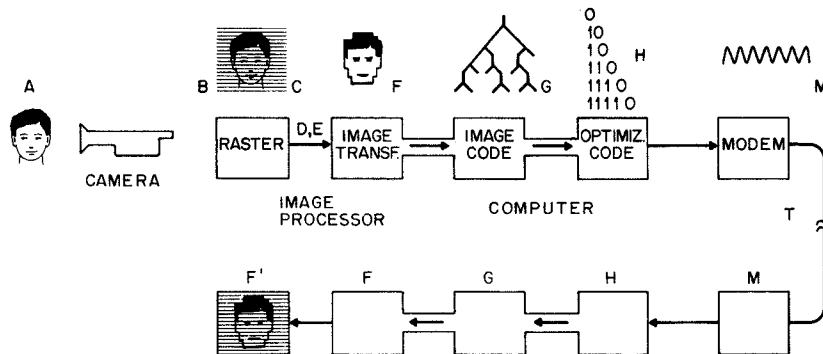 0
10
10
110
1110
11110
H
A
B
C
F
G
M
RASTER
D,E
IMAGE
TRANSF.
IMAGE
CODE
OPTIMIZ.
CODE
MODEM
CAMERA
IMAGE
PROCESSOR
COMPUTER
T
F'
F
G
H
M